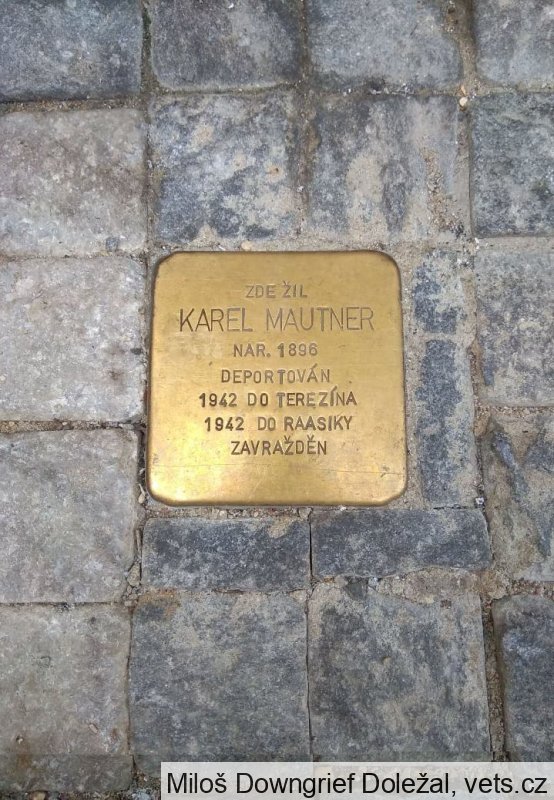 ZDE ŽIL
KAREL MAUTNER
NAR. 1896
DEPORTOVÁN
1942 DO TEREZÍNA
1942 DO RAASIKY
ZAVRAŽDĚN
Miloš Downgrief Doležal, vets.cz